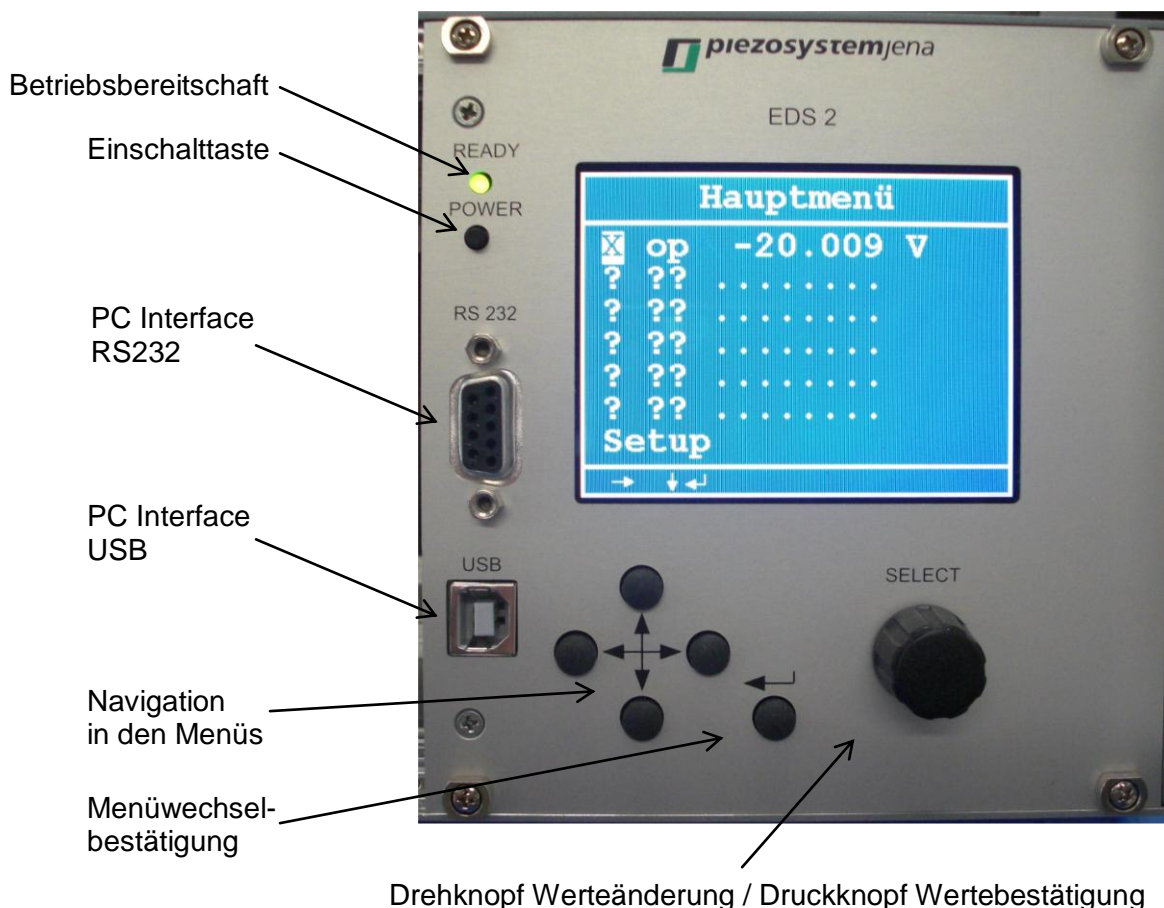 piezosystemjena
EDS 2
Betriebsbereitschaft
Einschalttaste
READY
POWER
Hauptmenü
X op -20.009 V
? ?? ........
? ?? ........
? ?? ........
? ?? ........
? ?? ........
Setup
→ ↓ ↵
PC Interface
RS232
RS 232
PC Interface
USB
USB
SELECT
Navigation
in den Menüs
Menüwechsel-
bestätigung
Drehknopf Werteänderung / Druckknopf Wertebestätigung